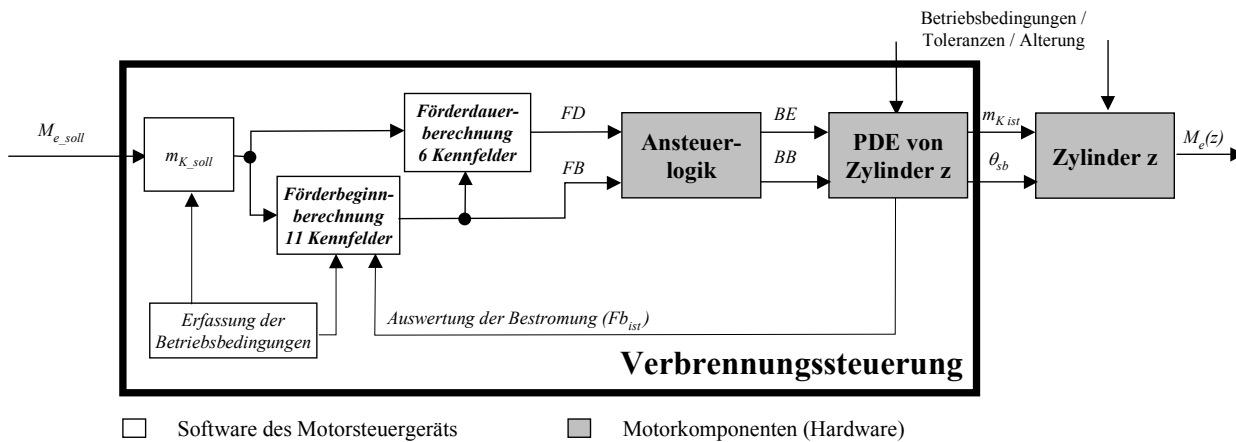 Betriebsbedingungen /
Toleranzen / Alterung
M_e_soll
m_K_soll
Förderdauer-
berechnung
6 Kennfelder
FD
FB
Förderbeginn-
berechnung
11 Kennfelder
Ansteuer-
logik
BE
BB
PDE von
Zylinder z
m_K ist
θ_sb
Zylinder z
M_e(z)
Erfassung der
Betriebsbedingungen
Auswertung der Bestromung (Fb_ist)
Verbrennungssteuerung
Software des Motorsteuergeräts
Motorkomponenten (Hardware)